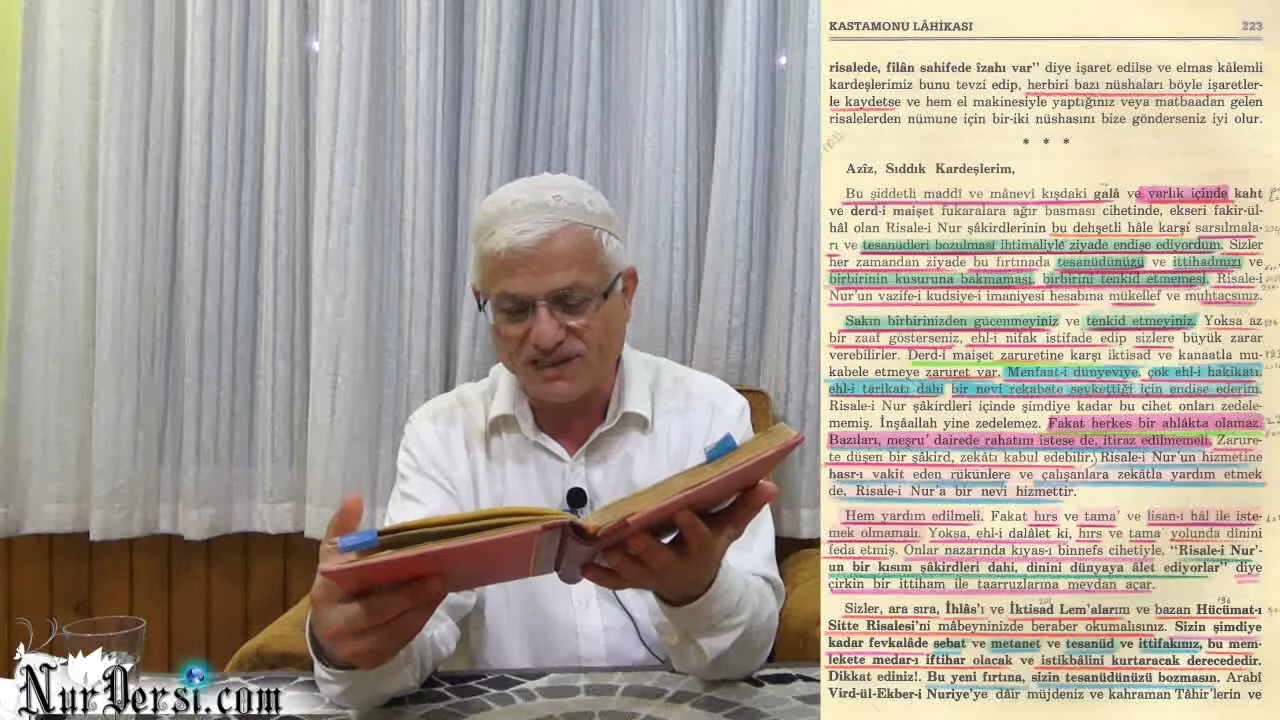 KASTAMONU LÂHİKASI 223
risalede, filân sahifede îzahı var" diye işaret edilse ve elmas kâlemli
kardeşlerimiz bunu tevzi edip, herbiri bazı nüshaları böyle işaretler-
le kaydetse ve hem el makinesiyle yaptığınız veya matbaadan gelen
risalelerden nümune için bir-iki nüshasını bize gönderseniz iyi olur.
* * *
Azîz, Sıddık Kardeşlerim,
Bu şiddetli maddî ve mânevî kışdaki galâ ve varlık içinde kaht
ve derd-i maişet fukaralara ağır basması cihetinde, ekseri fakir-ül-
hâl olan Risale-i Nur şâkirdlerinin bu dehşetli hâle karşı sarsılmala-
rı ve tesanüdleri bozulması ihtimaliyle ziyade endişe ediyordum. Sizler
her zamandan ziyade bu fırtınada tesanüdünüzü ve ittihadınızı ve
birbirinin kusuruna bakmaması, birbirini tenkid etmemesi, Risale-i
Nur'un vazife-i kudsiye-i imaniyesi hesabına mükellef ve muhtacsınız.
Sakın birbirinizden gücenmeyiniz ve tenkid etmeyiniz. Yoksa az
bir zaaf gösterseniz, ehl-i nifak istifade edip sizlere büyük zarar
verebilirler. Derd-i maişet zaruretine karşı iktisad ve kanaatla mu-
kabele etmeye zaruret var. Menfaat-i dünyeviye, çok ehl-i hakikatı,
ehl-i tarikatı dahi bir nevi rekabete sevkettiği için endişe ederim.
Risale-i Nur şâkirdleri içinde şimdiye kadar bu cihet onları zedele-
memiş. İnşâallah yine zedelemez. Fakat herkes bir ahlâkta olamaz.
Bazıları, meşru' dairede rahatını istese de, itiraz edilmemeli. Zarure-
te düşen bir şâkird, zekâtı kabul edebilir. Risale-i Nur'un hizmetine
hasr-ı vakit eden rükünlere ve çalışanlara zekâtla yardım etmek
de, Risale-i Nur'a bir nevi hizmettir.
Hem yardım edilmeli. Fakat hırs ve tama' ve lisan-ı hâl ile iste-
mek olmamalı. Yoksa, ehl-i dalâlet ki, hırs ve tama' yolunda dinini
feda etmiş. Onlar nazarında kıyas-ı binnefs cihetiyle, "Risale-i Nur'-
un bir kısım şâkirdleri dahi, dinini dünyaya âlet ediyorlar" diye
çirkin bir ittiham ile taarruzlarına meydan açar.
Sizler, ara sıra, İhlâs'ı ve İktisad Lem'alarını ve bazan Hücümat-ı
Sitte Risalesi'ni mâbeyninizde beraber okumalısınız. Sizin şimdiye
kadar fevkalâde sebat ve metanet ve tesanüd ve ittifakınız, bu mem-
lekete medar-ı iftihar olacak ve istikbâlini kurtaracak derecededir.
Dikkat ediniz!. Bu yeni fırtına, sizin tesanüdünüzü bozmasın. Arabî
Vird-ül-Ekber-i Nuriye'ye dâir müjdeniz ve kahraman Tâhir'lerin ve
NurDersi.com